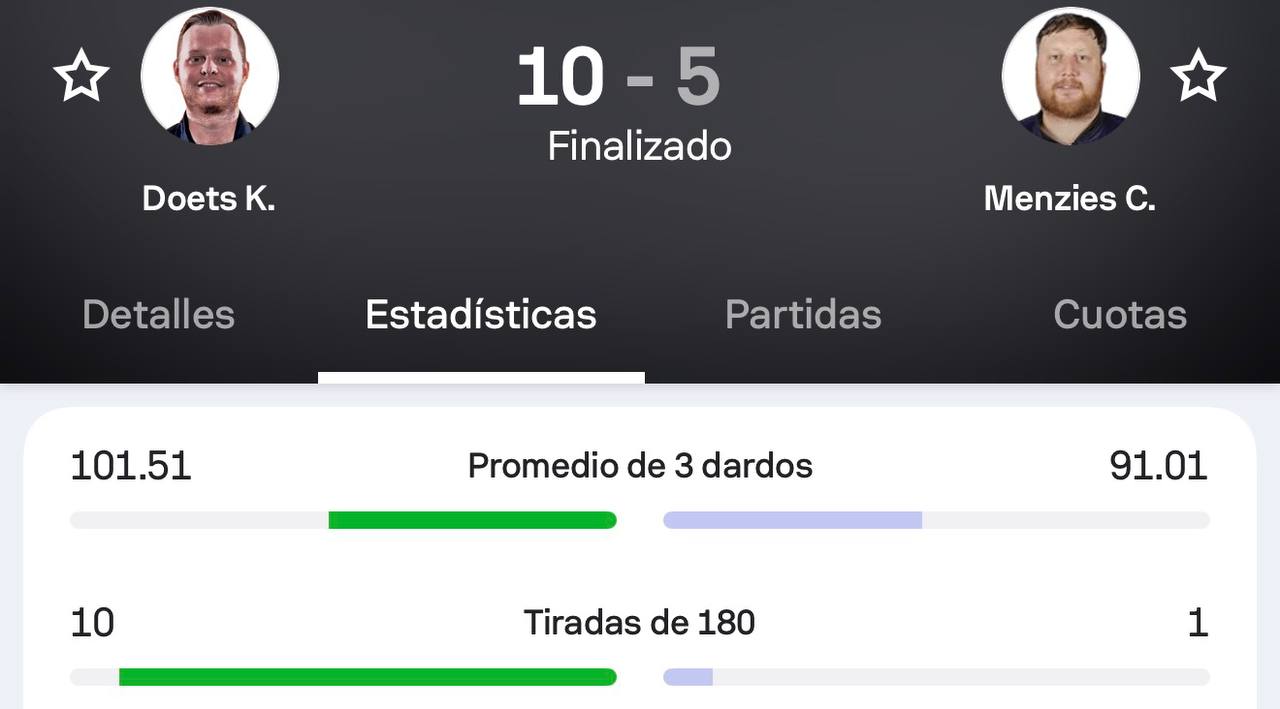 10 - 5
Finalizado
Doets K.
Menzies C.
Detalles
Estadísticas
Partidas
Cuotas
101.51
Promedio de 3 dardos
91.01
10
Tiradas de 180
1